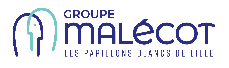 GROUPE
MALÉCOT
LES PAPILLONS BLANCS DE LILLE